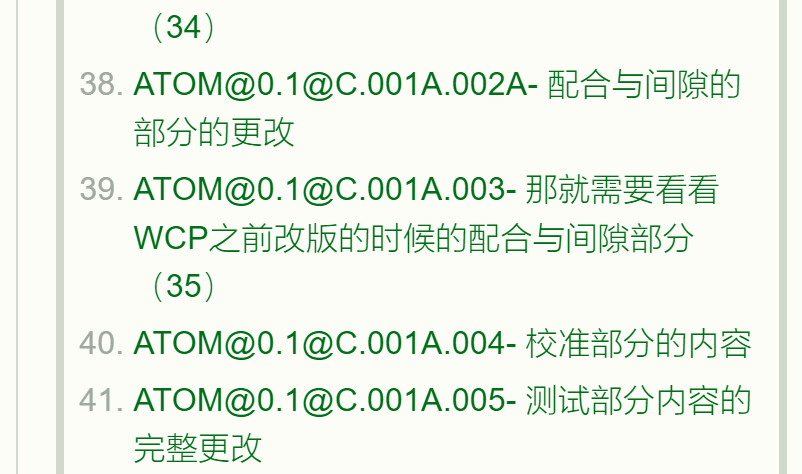 （34）
38. ATOM@0.1@C.001A.002A- 配合与间隙的
部分的更改
39. ATOM@0.1@C.001A.003- 那就需要看看
WCP之前改版的时候的配合与间隙部分
（35）
40. ATOM@0.1@C.001A.004- 校准部分的内容
41. ATOM@0.1@C.001A.005- 测试部分内容的
完整更改